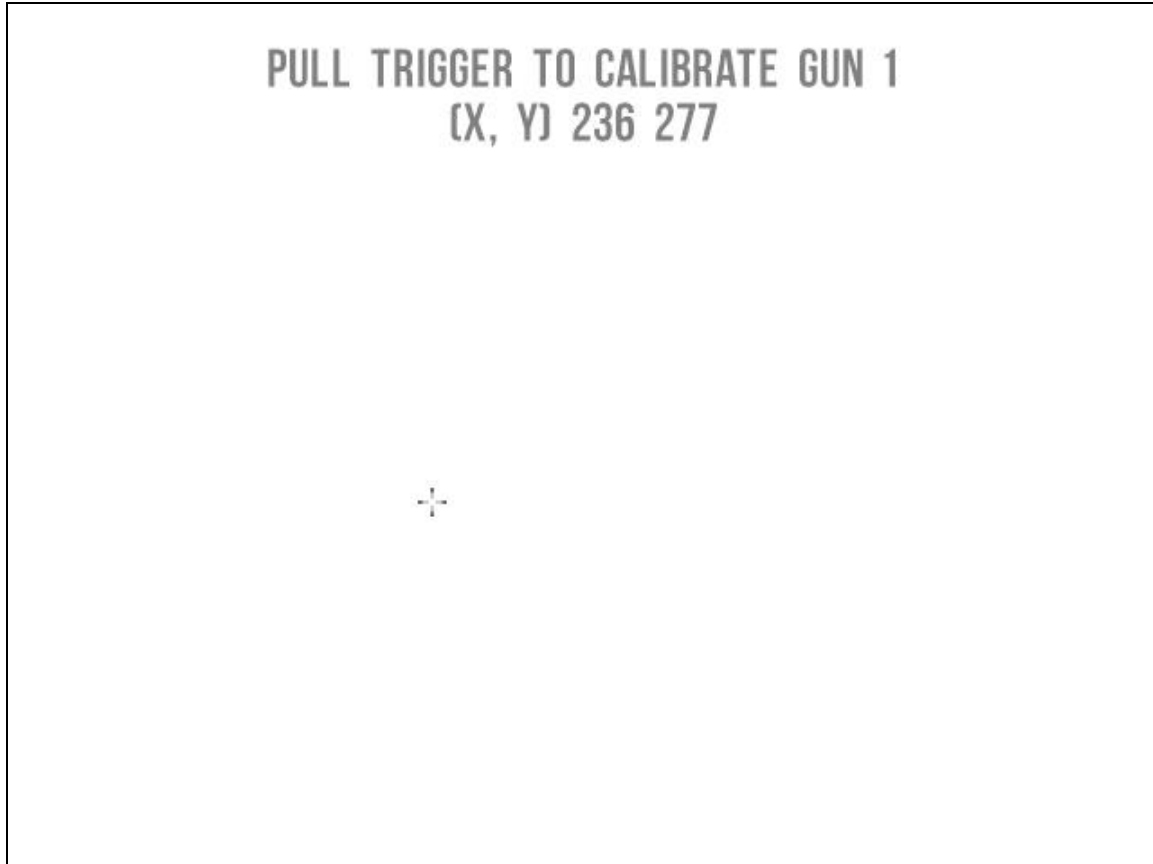 PULL TRIGGER TO CALIBRATE GUN 1
(X, Y) 236 277